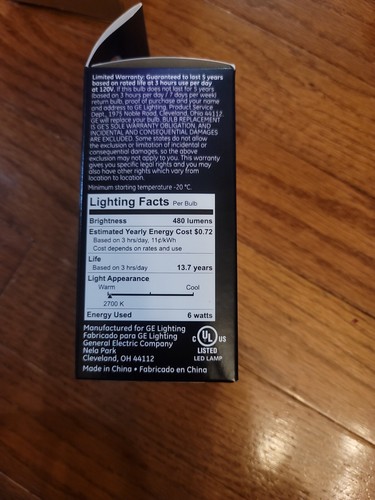 Limited Warranty: Guaranteed to last 5 years
based on rated life at 3 hours use per day
at 120V. If this bulb does not last for 5 years
(based on 3 hours per day / 7 days per week)
return bulb, proof of purchase and your name
and address to GE Lighting, Product Service
Dept., 1975 Noble Road, Cleveland, Ohio 44112.
GE will replace your bulb. BULB REPLACEMENT
IS GE'S SOLE WARRANTY OBLIGATION, AND
INCIDENTAL AND CONSEQUENTIAL DAMAGES
ARE EXCLUDED. Some states do not allow
the exclusion or limitation of incidental or
consequential damages, so the above
exclusion may not apply to you. This warranty
gives you specific legal rights and you may
also have other rights which vary from
location to location.
Minimum starting temperature -20 °C.
Lighting Facts Per Bulb
Brightness 480 lumens
Estimated Yearly Energy Cost $0.72
Based on 3 hrs/day, 11¢/kWh
Cost depends on rates and use
Life
Based on 3 hrs/day 13.7 years
Light Appearance
Warm Cool
2700 K
Energy Used 6 watts
Manufactured for GE Lighting
Fabricado para GE Lighting
General Electric Company
Nela Park
Cleveland, OH 44112
Made in China • Fabricado en China
C UL US
LISTED
LED LAMP